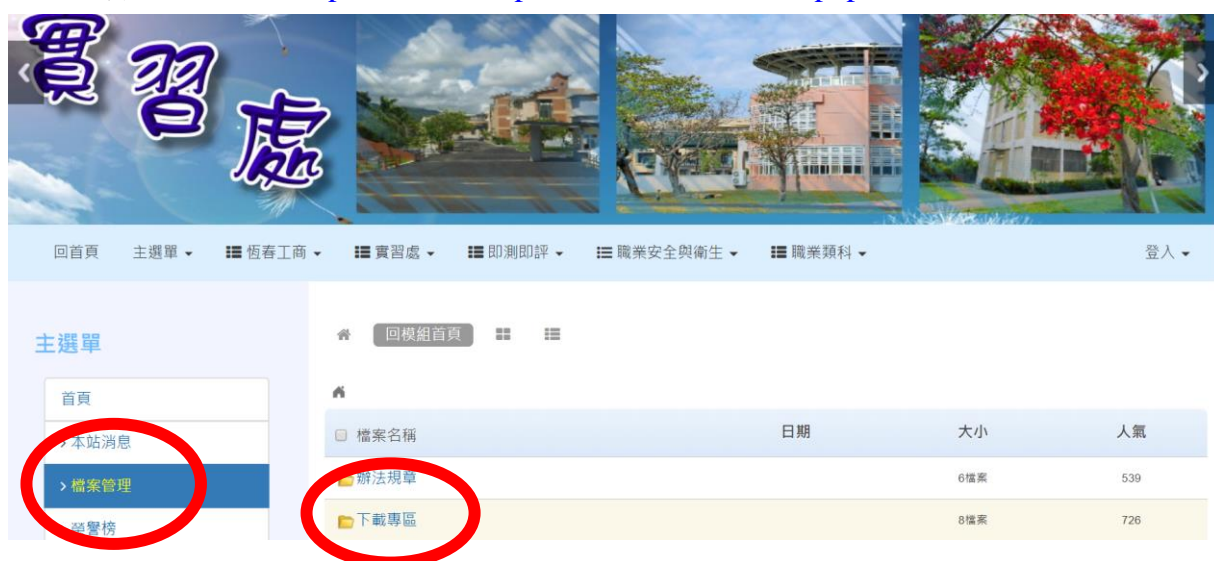 實習處
回首頁 主選單 恆春工商 實習處 即測即評 職業安全與衛生 職業類科 登入
主選單
回模組首頁
首頁
本站消息
檔案管理
榮譽榜
檔案名稱 日期 大小 人氣
辦法規章 6檔案 539
下載專區 8檔案 726